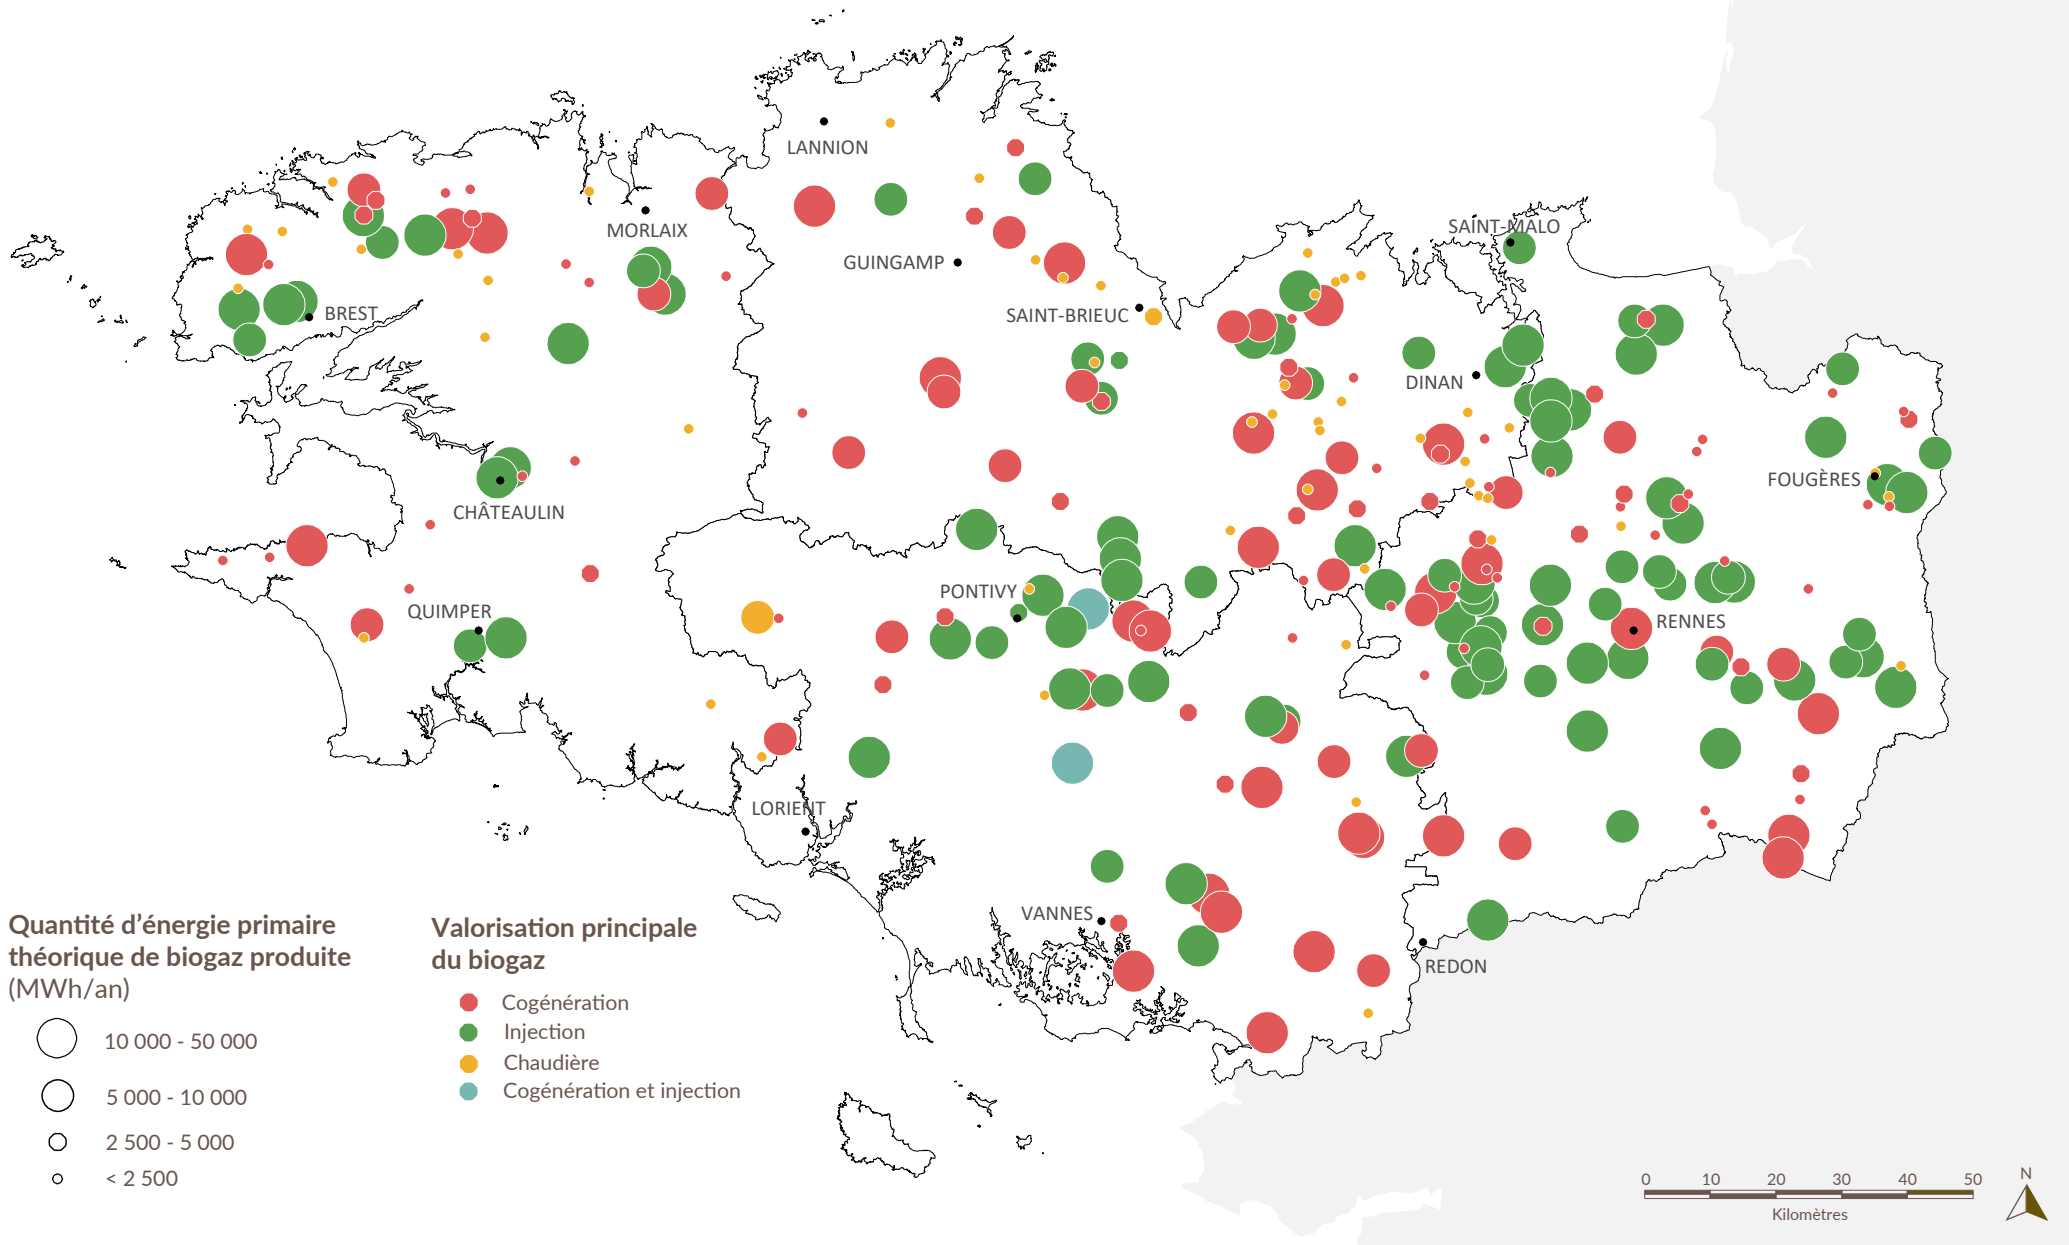 LANNION
MORLAIX
SAINT-MALO
GUINGAMP
BREST
SAINT-BRIEUC
DINAN
FOUGÈRES
CHÂTEAULIN
PONTIVY
QUIMPER
RENNES
LORIENT
VANNES
REDON
Quantité d’énergie primaire
théorique de biogaz produite
(MWh/an)
10 000 - 50 000
5 000 - 10 000
2 500 - 5 000
< 2 500
Valorisation principale
du biogaz
Cogénération
Injection
Chaudière
Cogénération et injection
0 10 20 30 40 50
Kilomètres
N